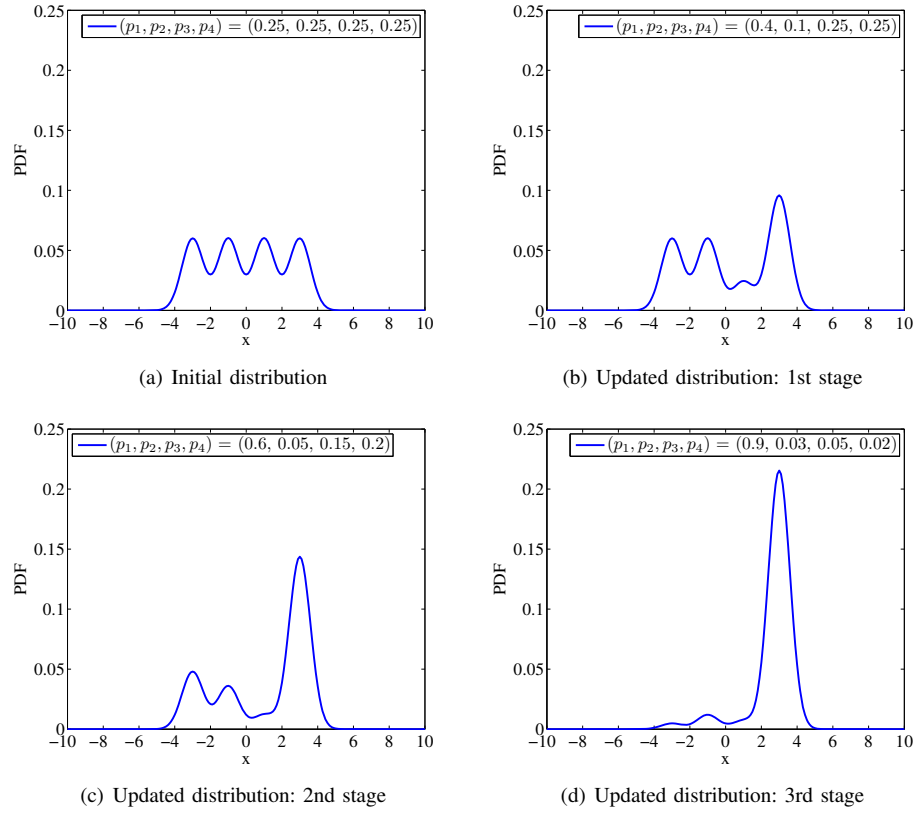 (p₁, p₂, p₃, p₄) = (0.25, 0.25, 0.25, 0.25)
0.25
0.2
0.15
0.1
0.05
0
PDF
−10 −8 −6 −4 −2 0 2 4 6 8 10
x
(a) Initial distribution
(p₁, p₂, p₃, p₄) = (0.4, 0.1, 0.25, 0.25)
0.25
0.2
0.15
0.1
0.05
0
PDF
−10 −8 −6 −4 −2 0 2 4 6 8 10
x
(b) Updated distribution: 1st stage
(p₁, p₂, p₃, p₄) = (0.6, 0.05, 0.15, 0.2)
0.25
0.2
0.15
0.1
0.05
0
PDF
−10 −8 −6 −4 −2 0 2 4 6 8 10
x
(c) Updated distribution: 2nd stage
(p₁, p₂, p₃, p₄) = (0.9, 0.03, 0.05, 0.02)
0.25
0.2
0.15
0.1
0.05
0
PDF
−10 −8 −6 −4 −2 0 2 4 6 8 10
x
(d) Updated distribution: 3rd stage